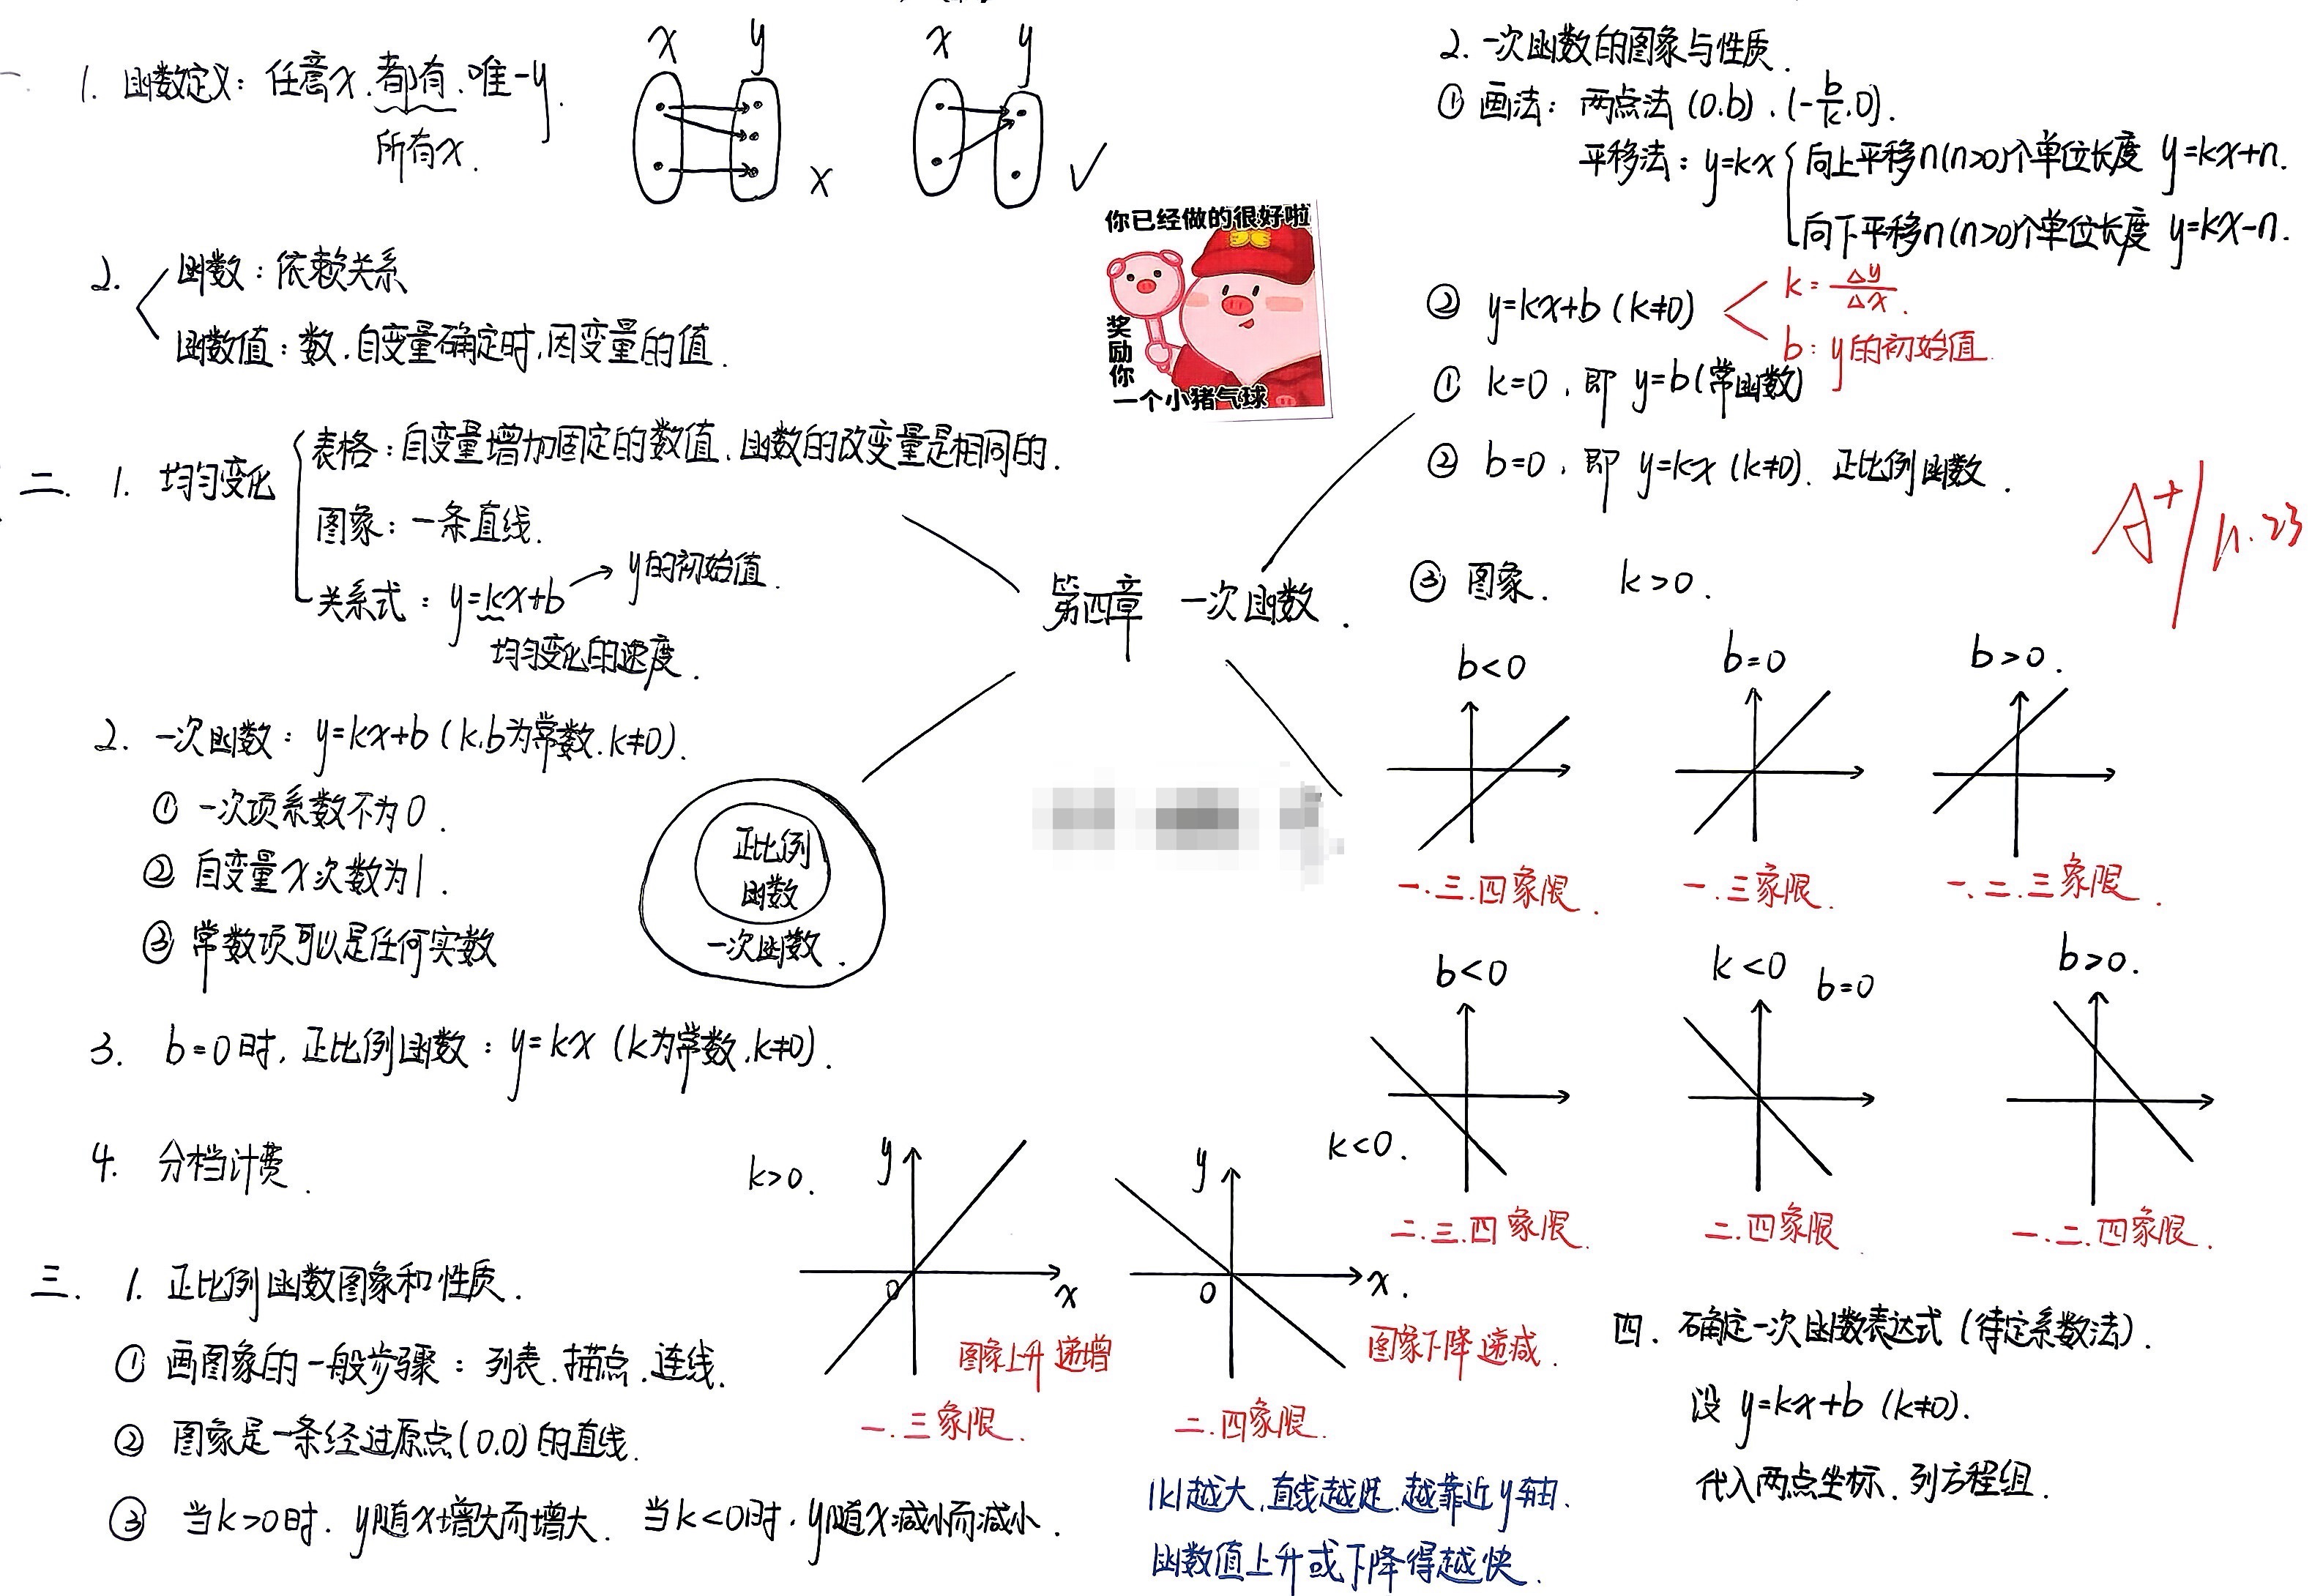 一. 1. 函数定义：任意x.都有.唯一y.
所有x.
x y
×
x y
✓
2. 函数：依赖关系
函数值：数.自变量确定时,因变量的值.
你已经做的很好啦
奖励你
一个小猪气球
二. 1. 均匀变化
表格：自变量增加固定的数值.函数的改变量是相同的.
图象：一条直线.
关系式：y=kx+b → y的初始值.
均匀变化的速度.
2. 一次函数：y=kx+b (k.b为常数.k≠0).
① 一次项系数不为0.
② 自变量x次数为1.
③ 常数项可以是任何实数
正比例
函数
一次函数.
3. b=0时,正比例函数：y=kx (k为常数.k≠0).
4. 分档计费.
第四章 一次函数.
三. 1. 正比例函数图象和性质.
① 画图象的一般步骤：列表.描点.连线.
② 图象是一条经过原点(0.0)的直线.
③ 当k>0时.y随x增大而增大. 当k<0时.y随x减小而减小.
k>0.
y
0
x
图象上升 递增
一.三象限.
k<0.
y
0
x.
图象下降 递减.
二.四象限.
|k|越大.直线越陡.越靠近y轴.
函数值上升或下降得越快.
2. 一次函数的图象与性质.
① 画法：两点法 (0.b).(-b/k.0).
平移法：y=kx
向上平移n(n>0)个单位长度 y=kx+n.
向下平移n(n>0)个单位长度 y=kx-n.
② y=kx+b (k≠0)
k=Δy/Δx.
b：y的初始值.
① k=0.即 y=b(常函数)
② b=0.即 y=kx (k≠0). 正比例函数.
A+/11.23
③ 图象. k>0.
b<0 b=0 b>0.
一.三.四象限. 一.三象限. 一.二.三象限.
b<0 k<0 b=0 b>0.
二.三.四象限. 二.四象限 一.二.四象限.
四. 确定一次函数表达式 (待定系数法).
设 y=kx+b (k≠0).
代入两点坐标.列方程组.